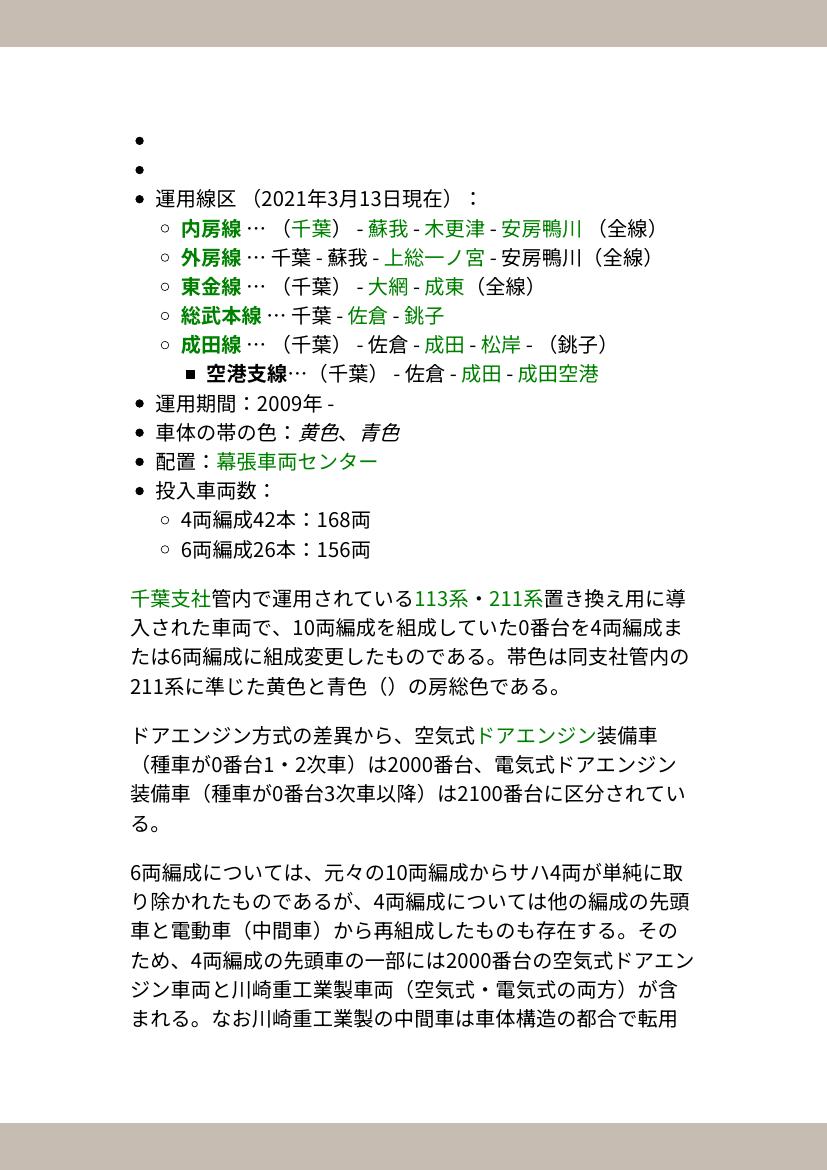 •
•
• 運用線区 （2021年3月13日現在）：
○ 内房線 … （千葉） - 蘇我 - 木更津 - 安房鴨川 （全線）
○ 外房線 … 千葉 - 蘇我 - 上総一ノ宮 - 安房鴨川（全線）
○ 東金線 … （千葉） - 大網 - 成東（全線）
○ 総武本線 … 千葉 - 佐倉 - 銚子
○ 成田線 … （千葉） - 佐倉 - 成田 - 松岸 - （銚子）
■ 空港支線…（千葉） - 佐倉 - 成田 - 成田空港
• 運用期間：2009年 -
• 車体の帯の色：黄色、青色
• 配置：幕張車両センター
• 投入車両数：
○ 4両編成42本：168両
○ 6両編成26本：156両
千葉支社管内で運用されている113系・211系置き換え用に導
入された車両で、10両編成を組成していた0番台を4両編成ま
たは6両編成に組成変更したものである。帯色は同支社管内の
211系に準じた黄色と青色（）の房総色である。
ドアエンジン方式の差異から、空気式ドアエンジン装備車
（種車が0番台1・2次車）は2000番台、電気式ドアエンジン
装備車（種車が0番台3次車以降）は2100番台に区分されてい
る。
6両編成については、元々の10両編成からサハ4両が単純に取
り除かれたものであるが、4両編成については他の編成の先頭
車と電動車（中間車）から再組成したものも存在する。その
ため、4両編成の先頭車の一部には2000番台の空気式ドアエン
ジン車両と川崎重工業製車両（空気式・電気式の両方）が含
まれる。なお川崎重工業製の中間車は車体構造の都合で転用